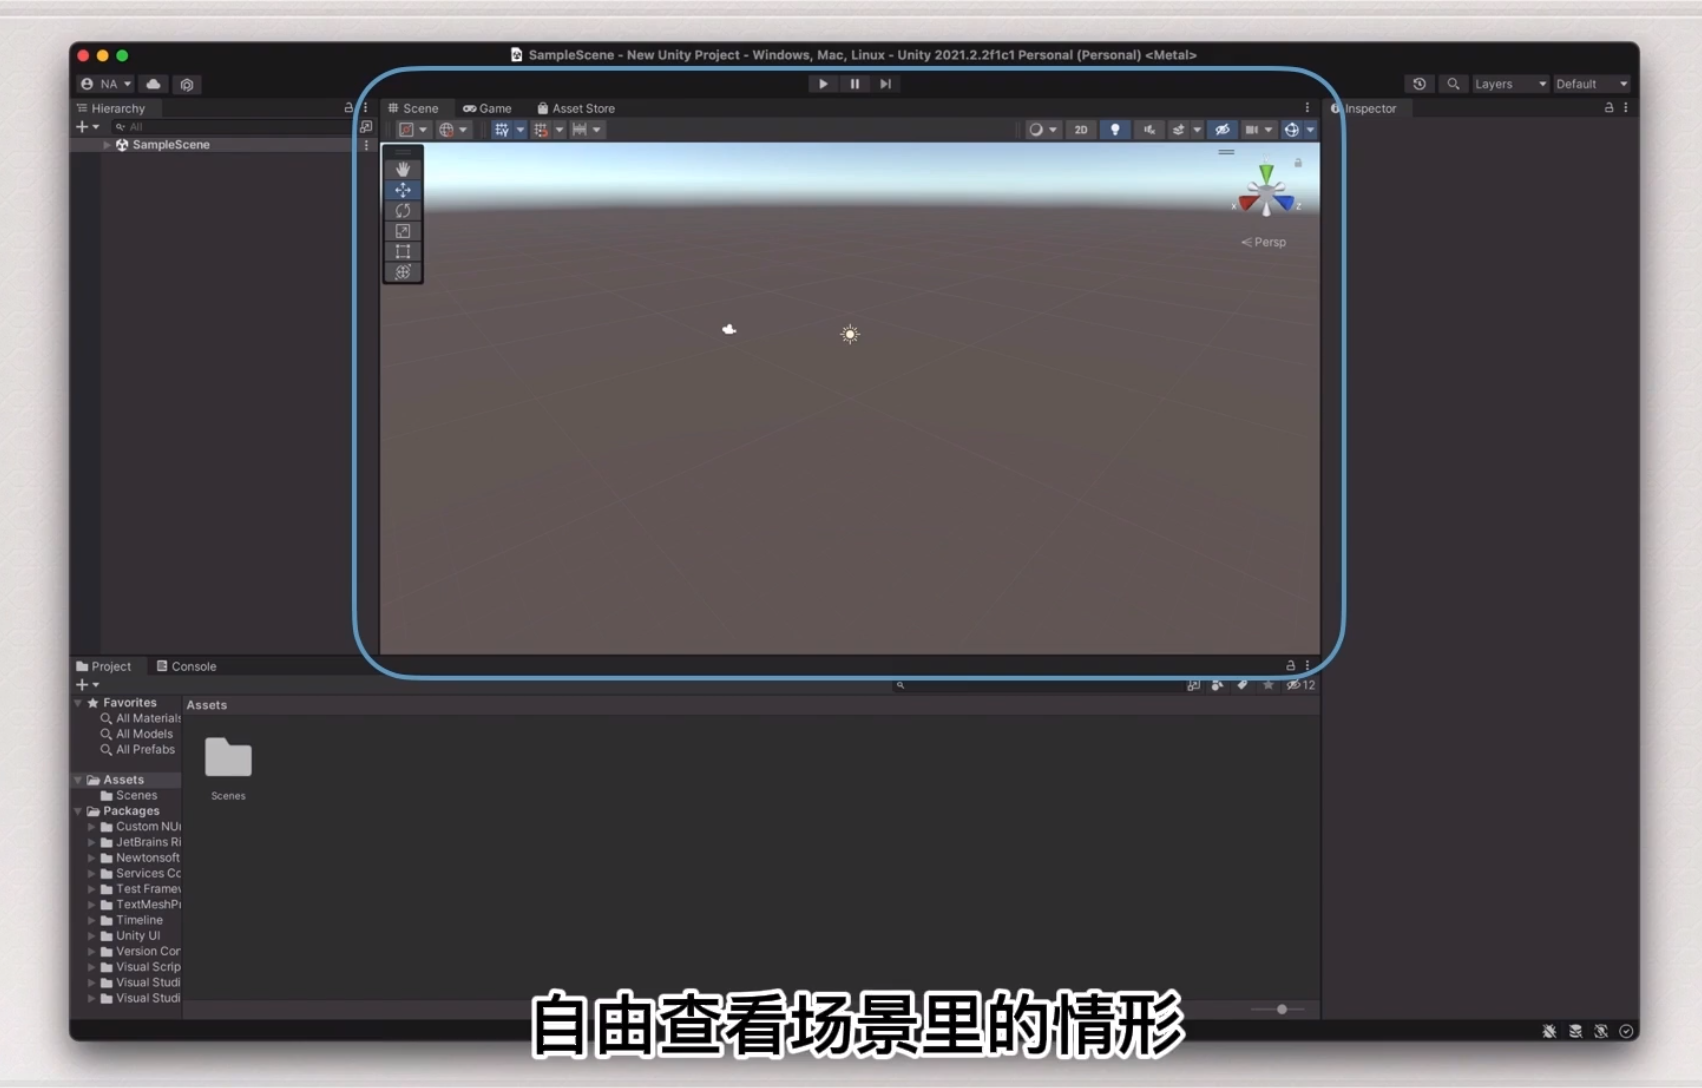 SampleScene - New Unity Project - Windows, Mac, Linux - Unity 2021.2.2f1c1 Personal (Personal) <Metal>
NA
Layers
Default
Hierarchy
Scene
Game
Asset Store
Inspector
All
2D
SampleScene
x
z
Persp
Project
Console
12
Favorites
All Materials
All Models
All Prefabs
Assets
Scenes
Packages
Custom NU
JetBrains Ri
Newtonsoft
Services Co
Test Framew
TextMeshPr
Timeline
Unity UI
Version Cor
Visual Scrip
Visual Studi
Visual Studi
Assets
Scenes
自由查看场景里的情形